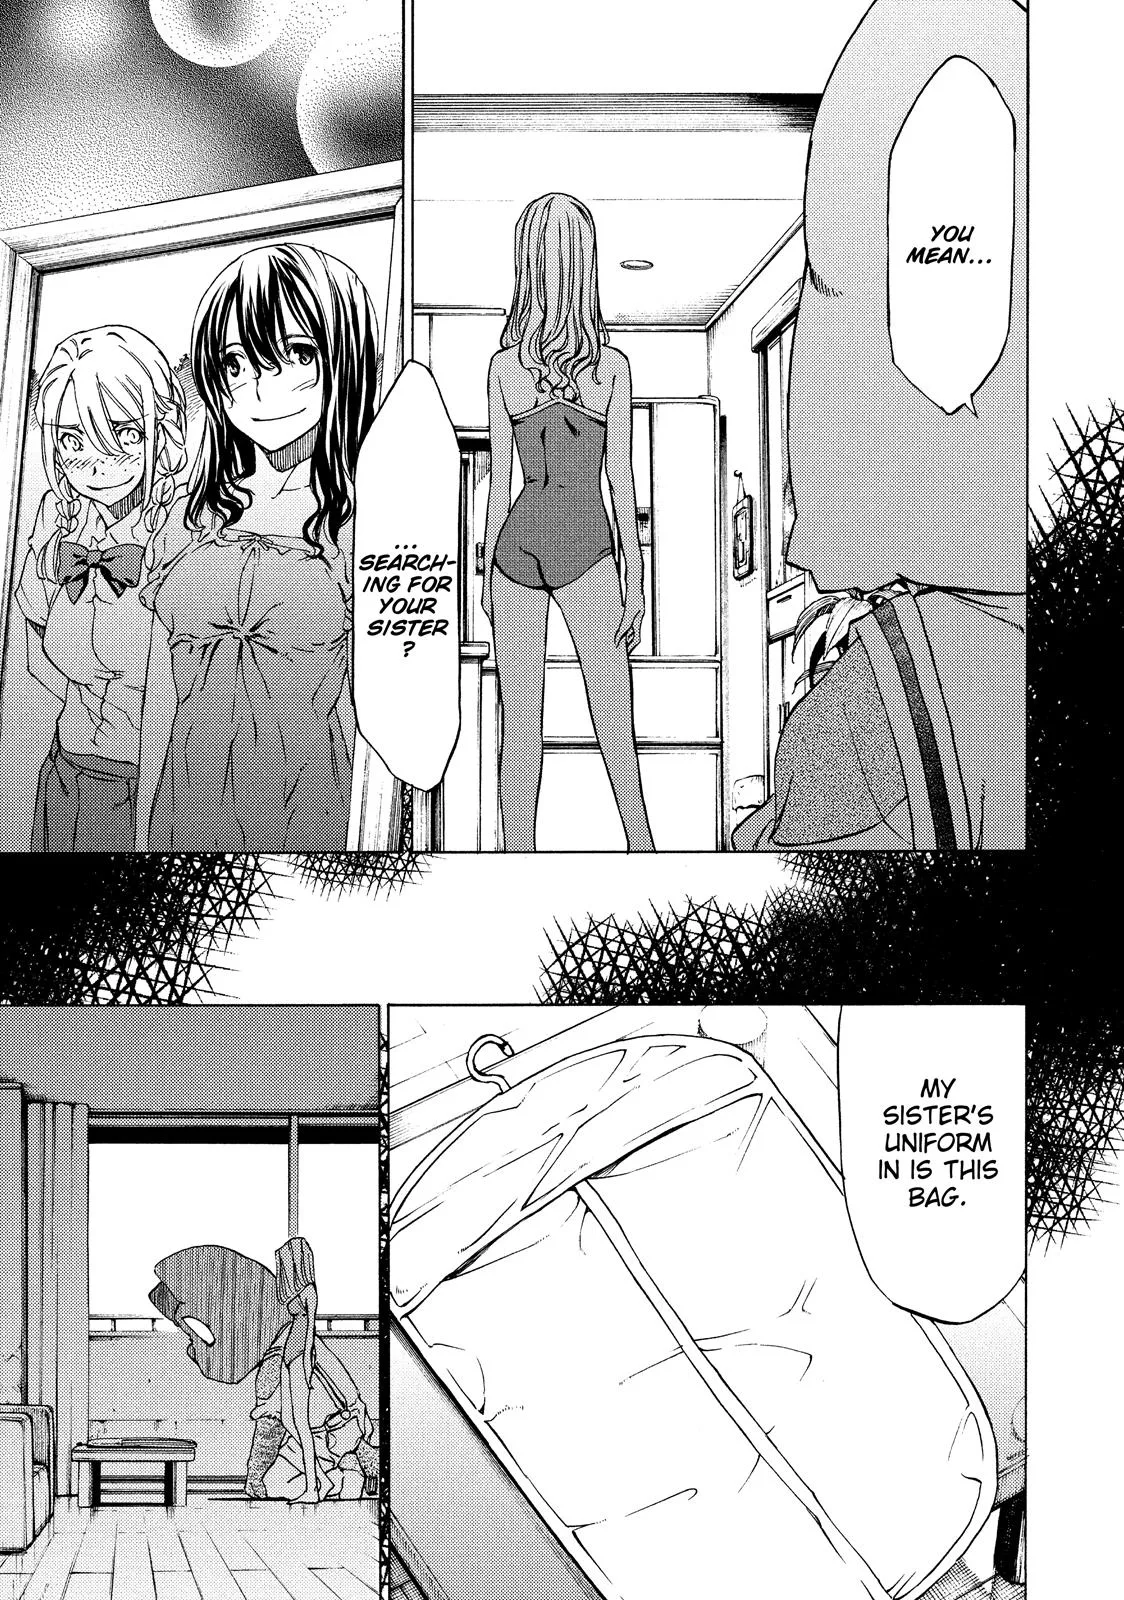 YOU
MEAN...
...
SEARCH-
ING FOR
YOUR
SISTER
?
MY
SISTER'S
UNIFORM
IN IS THIS
BAG.